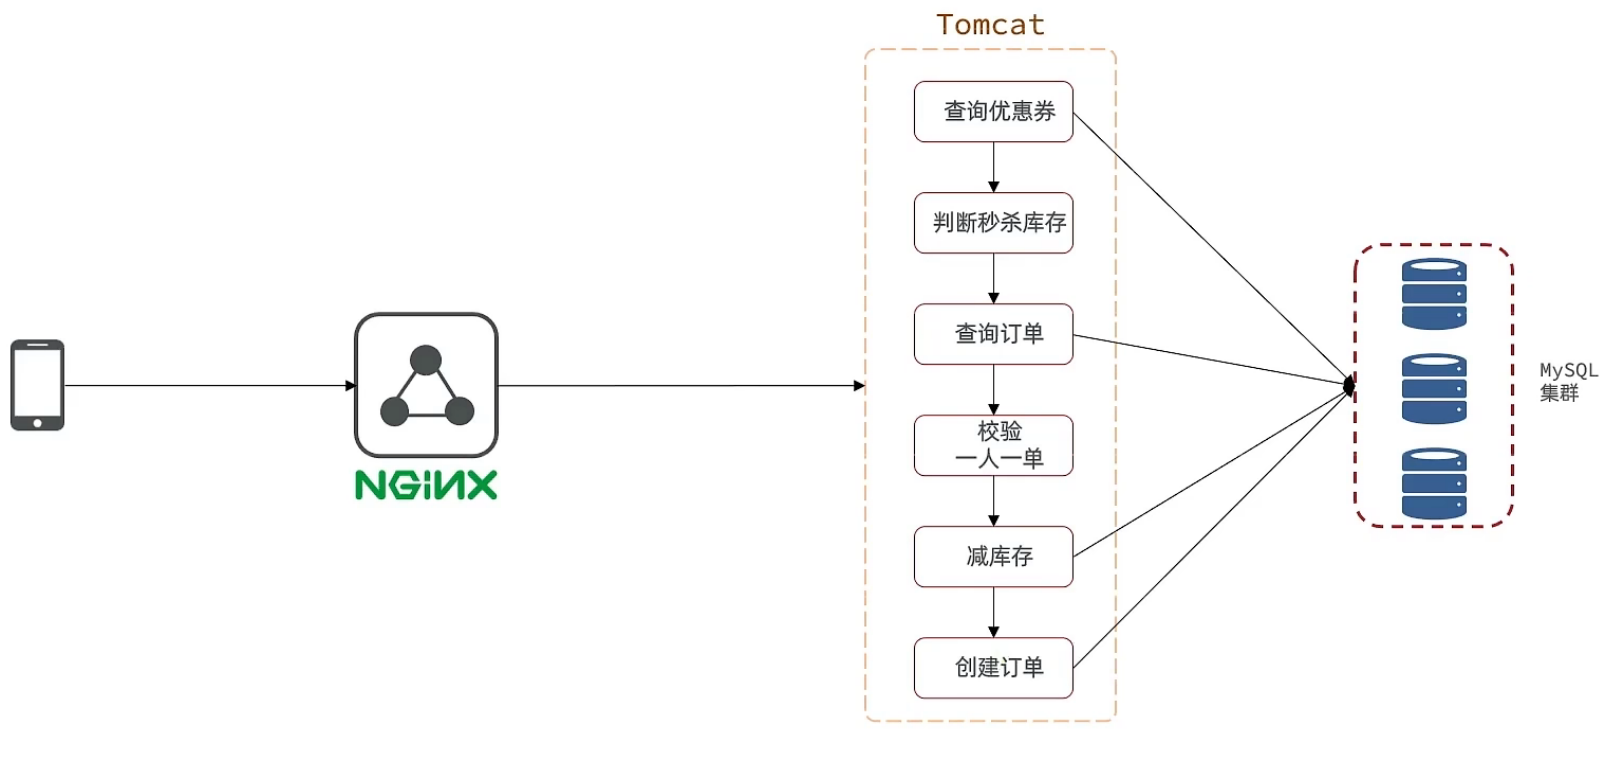 Tomcat
查询优惠券
判断秒杀库存
查询订单
校验
一人一单
减库存
创建订单
NGINX
MySQL
集群